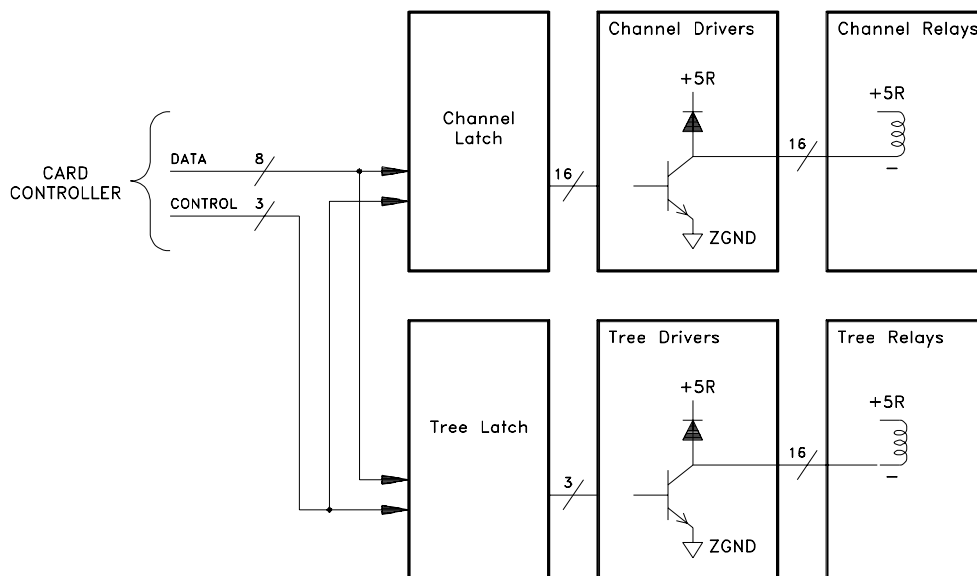 CARD
CONTROLLER
DATA
8
CONTROL
3
Channel
Latch
16
Channel Drivers
+5R
ZGND
16
Channel Relays
+5R
Tree Latch
3
Tree Drivers
+5R
ZGND
16
Tree Relays
+5R